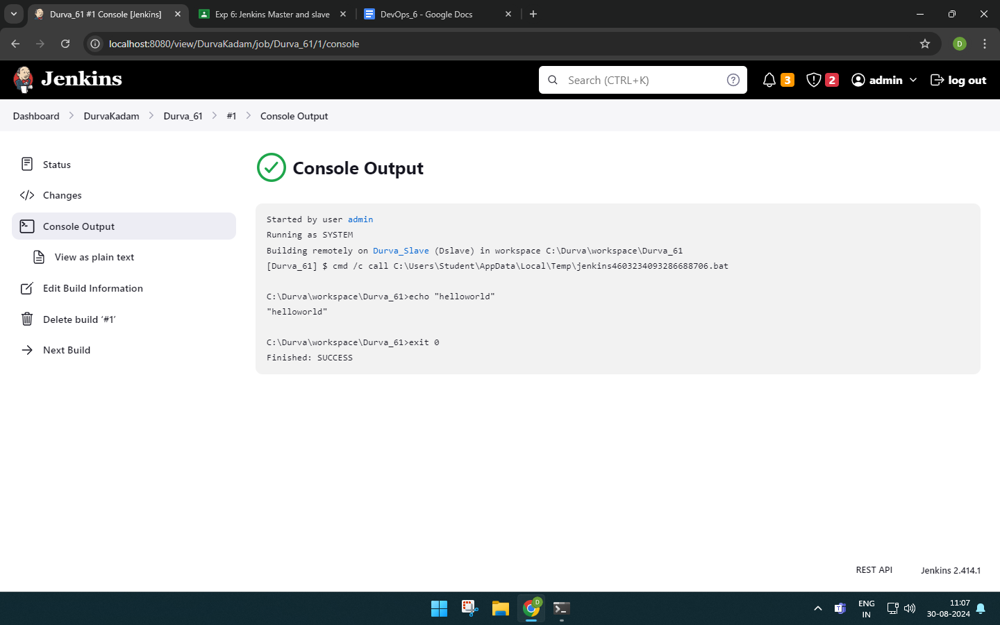 Durva_61 #1 Console [Jenkins]
Exp 6: Jenkins Master and slave
DevOps_6 - Google Docs
localhost:8080/view/DurvaKadam/job/Durva_61/1/console
D
Jenkins
Search (CTRL+K)
?
3
2
admin
log out
Dashboard
DurvaKadam
Durva_61
#1
Console Output
Status
Changes
Console Output
View as plain text
Edit Build Information
Delete build ‘#1’
Next Build
Console Output
Started by user admin
Running as SYSTEM
Building remotely on Durva_Slave (Dslave) in workspace C:\Durva\workspace\Durva_61
[Durva_61] $ cmd /c call C:\Users\Student\AppData\Local\Temp\jenkins4603234093286688706.bat
C:\Durva\workspace\Durva_61>echo "helloworld"
"helloworld"
C:\Durva\workspace\Durva_61>exit 0
Finished: SUCCESS
REST API
Jenkins 2.414.1
D
ENG
IN
11:07
30-08-2024